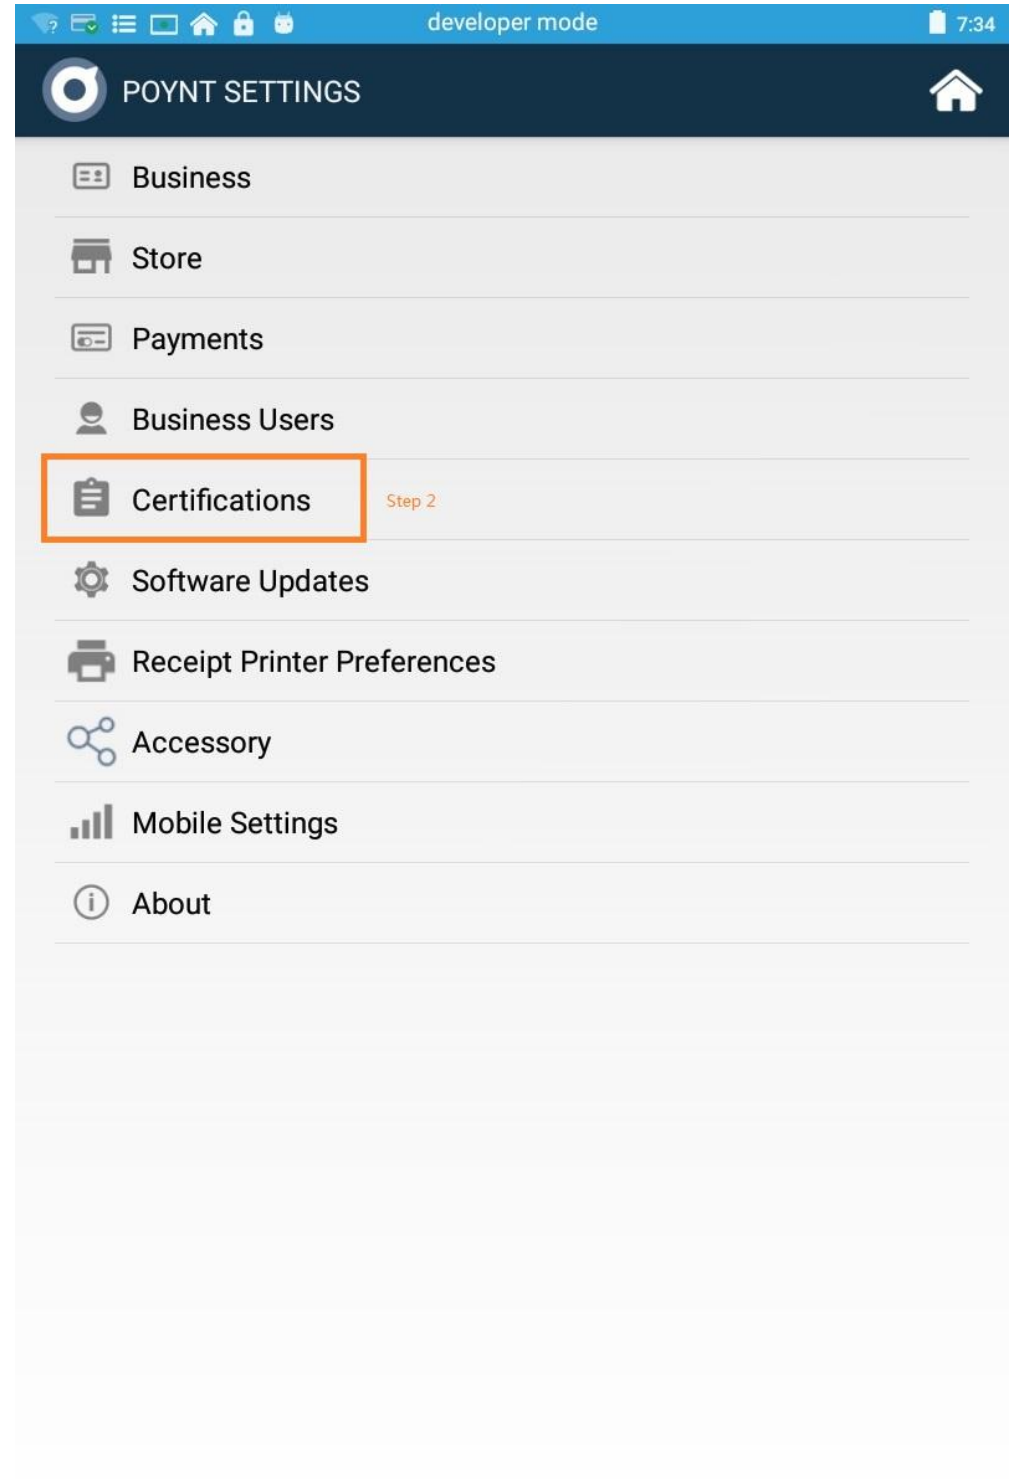 developer mode 7:34
POYNT SETTINGS
Business
Store
Payments
Business Users
Certifications Step 2
Software Updates
Receipt Printer Preferences
Accessory
Mobile Settings
About